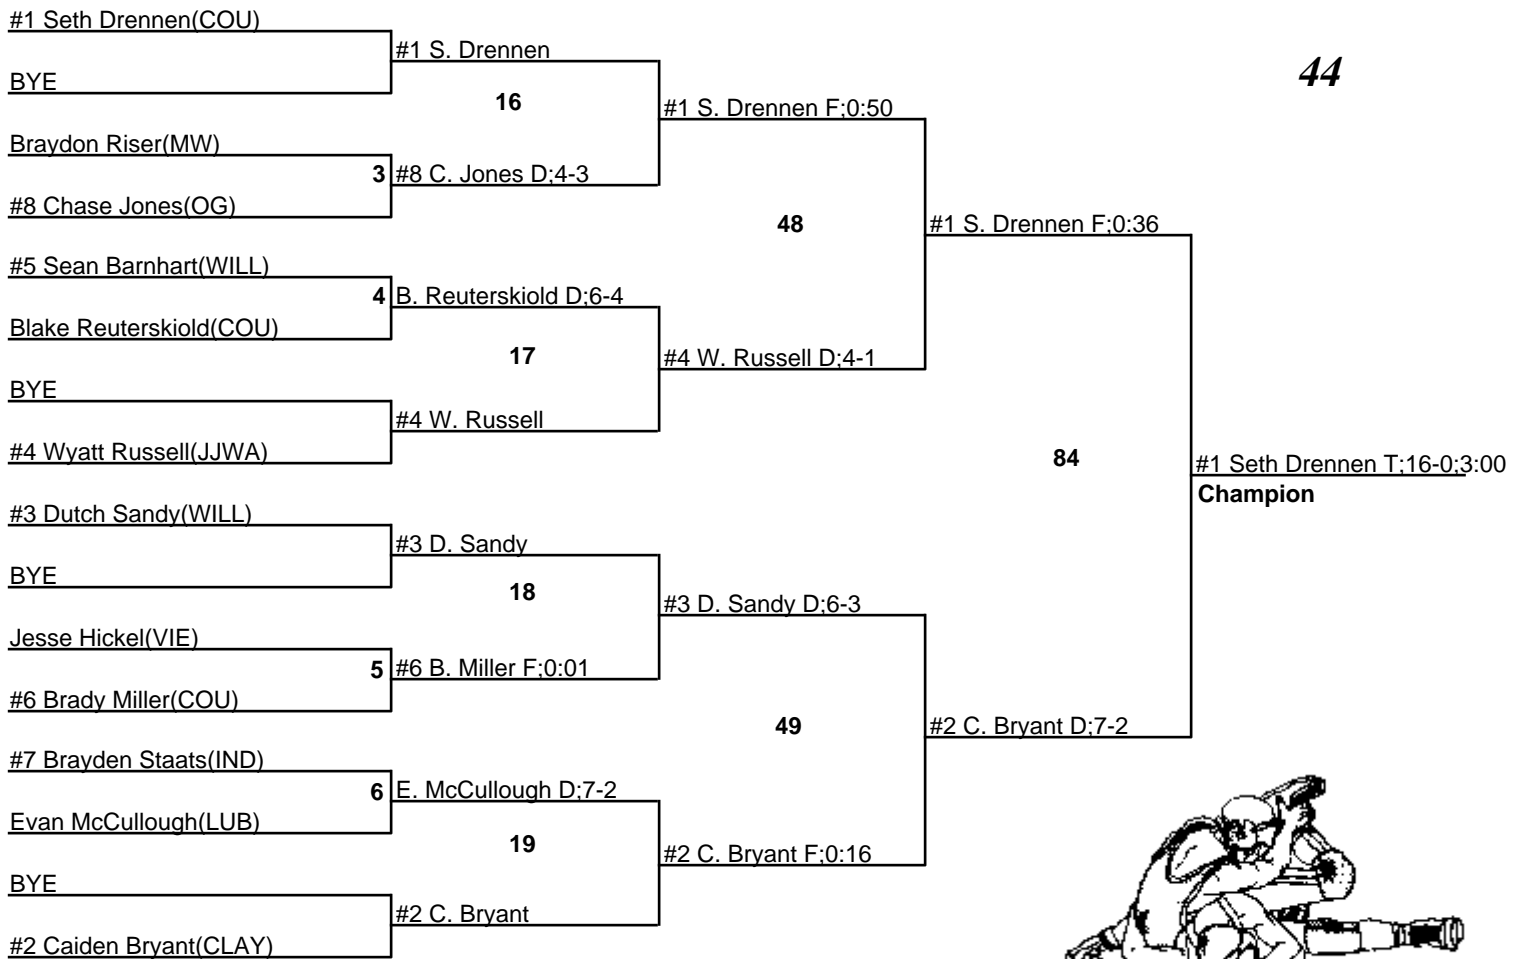 #1 Seth Drennen(COU)
#1 S. Drennen
44
BYE
16
#1 S. Drennen F;0:50
Braydon Riser(MW)
3 #8 C. Jones D;4-3
#8 Chase Jones(OG)
48
#1 S. Drennen F;0:36
#5 Sean Barnhart(WILL)
4 B. Reuterskiold D;6-4
Blake Reuterskiold(COU)
17
#4 W. Russell D;4-1
BYE
#4 W. Russell
#4 Wyatt Russell(JJWA)
84
#1 Seth Drennen T;16-0;3:00
Champion
#3 Dutch Sandy(WILL)
#3 D. Sandy
BYE
18
#3 D. Sandy D;6-3
Jesse Hickel(VIE)
5 #6 B. Miller F;0:01
#6 Brady Miller(COU)
49
#2 C. Bryant D;7-2
#7 Brayden Staats(IND)
6 E. McCullough D;7-2
Evan McCullough(LUB)
19
#2 C. Bryant F;0:16
BYE
#2 C. Bryant
#2 Caiden Bryant(CLAY)